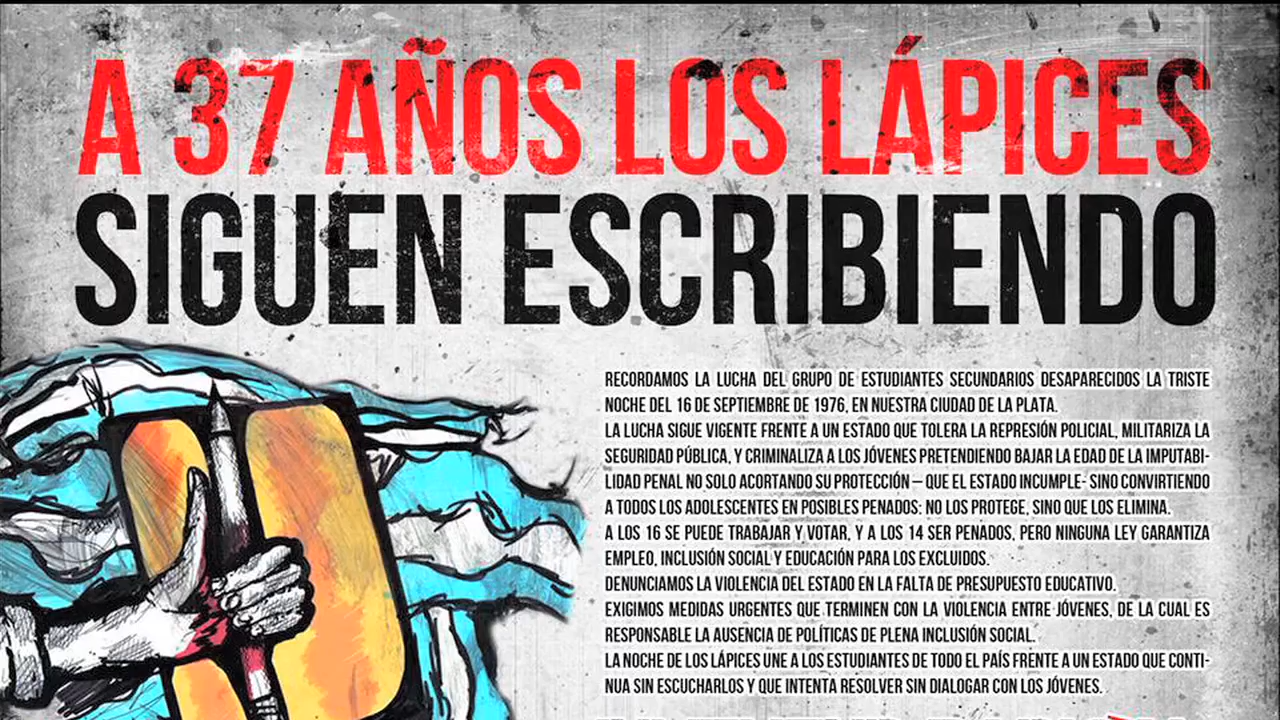 A 37 AÑOS LOS LÁPICES
SIGUEN ESCRIBIENDO
RECORDAMOS LA LUCHA DEL GRUPO DE ESTUDIANTES SECUNDARIOS DESAPARECIDOS LA TRISTE
NOCHE DEL 16 DE SEPTIEMBRE DE 1976, EN NUESTRA CIUDAD DE LA PLATA.
LA LUCHA SIGUE VIGENTE FRENTE A UN ESTADO QUE TOLERA LA REPRESIÓN POLICIAL, MILITARIZA LA
SEGURIDAD PÚBLICA, Y CRIMINALIZA A LOS JÓVENES PRETENDIENDO BAJAR LA EDAD DE LA IMPUTABI-
LIDAD PENAL NO SOLO ACORTANDO SU PROTECCIÓN – QUE EL ESTADO INCUMPLE- SINO CONVIRTIENDO
A TODOS LOS ADOLESCENTES EN POSIBLES PENADOS: NO LOS PROTEGE, SINO QUE LOS ELIMINA.
A LOS 16 SE PUEDE TRABAJAR Y VOTAR, Y A LOS 14 SER PENADOS, PERO NINGUNA LEY GARANTIZA
EMPLEO, INCLUSIÓN SOCIAL Y EDUCACIÓN PARA LOS EXCLUIDOS.
DENUNCIAMOS LA VIOLENCIA DEL ESTADO EN LA FALTA DE PRESUPUESTO EDUCATIVO.
EXIGIMOS MEDIDAS URGENTES QUE TERMINEN CON LA VIOLENCIA ENTRE JÓVENES, DE LA CUAL ES
RESPONSABLE LA AUSENCIA DE POLÍTICAS DE PLENA INCLUSIÓN SOCIAL.
LA NOCHE DE LOS LÁPICES UNE A LOS ESTUDIANTES DE TODO EL PAÍS FRENTE A UN ESTADO QUE CONTI-
NUA SIN ESCUCHARLOS Y QUE INTENTA RESOLVER SIN DIALOGAR CON LOS JÓVENES.